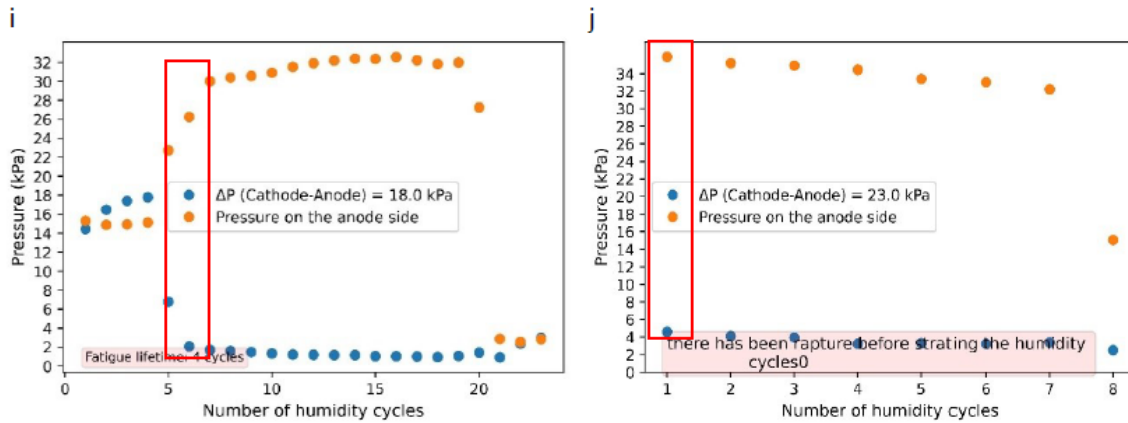 i
32
30
28
26
24
22
20
18
16
14
12
10
8
6
4
2
0
Pressure (kPa)
ΔP (Cathode-Anode) = 18.0 kPa
Pressure on the anode side
Fatigue lifetime: 4 cycles
0 5 10 15 20
Number of humidity cycles
j
34
32
30
28
26
24
22
20
18
16
14
12
10
8
6
4
2
0
Pressure (kPa)
ΔP (Cathode-Anode) = 23.0 kPa
Pressure on the anode side
there has been rapture before strating the humidity
cycles0
1 2 3 4 5 6 7 8
Number of humidity cycles